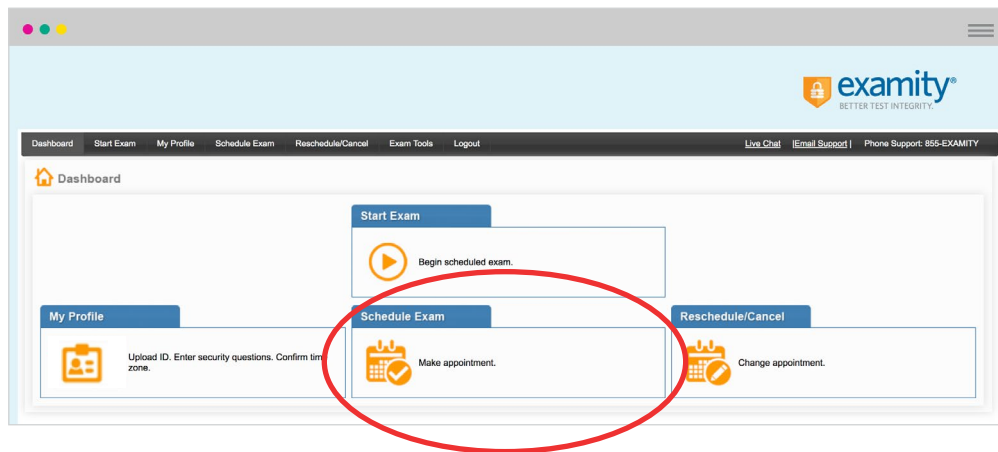 examity®
BETTER TEST INTEGRITY.
Dashboard Start Exam My Profile Schedule Exam Reschedule/Cancel Exam Tools Logout Live Chat |Email Support| Phone Support: 855-EXAMITY
Dashboard
Start Exam
Begin scheduled exam.
My Profile
Upload ID. Enter security questions. Confirm tim
zone.
Schedule Exam
Make appointment.
Reschedule/Cancel
Change appointment.